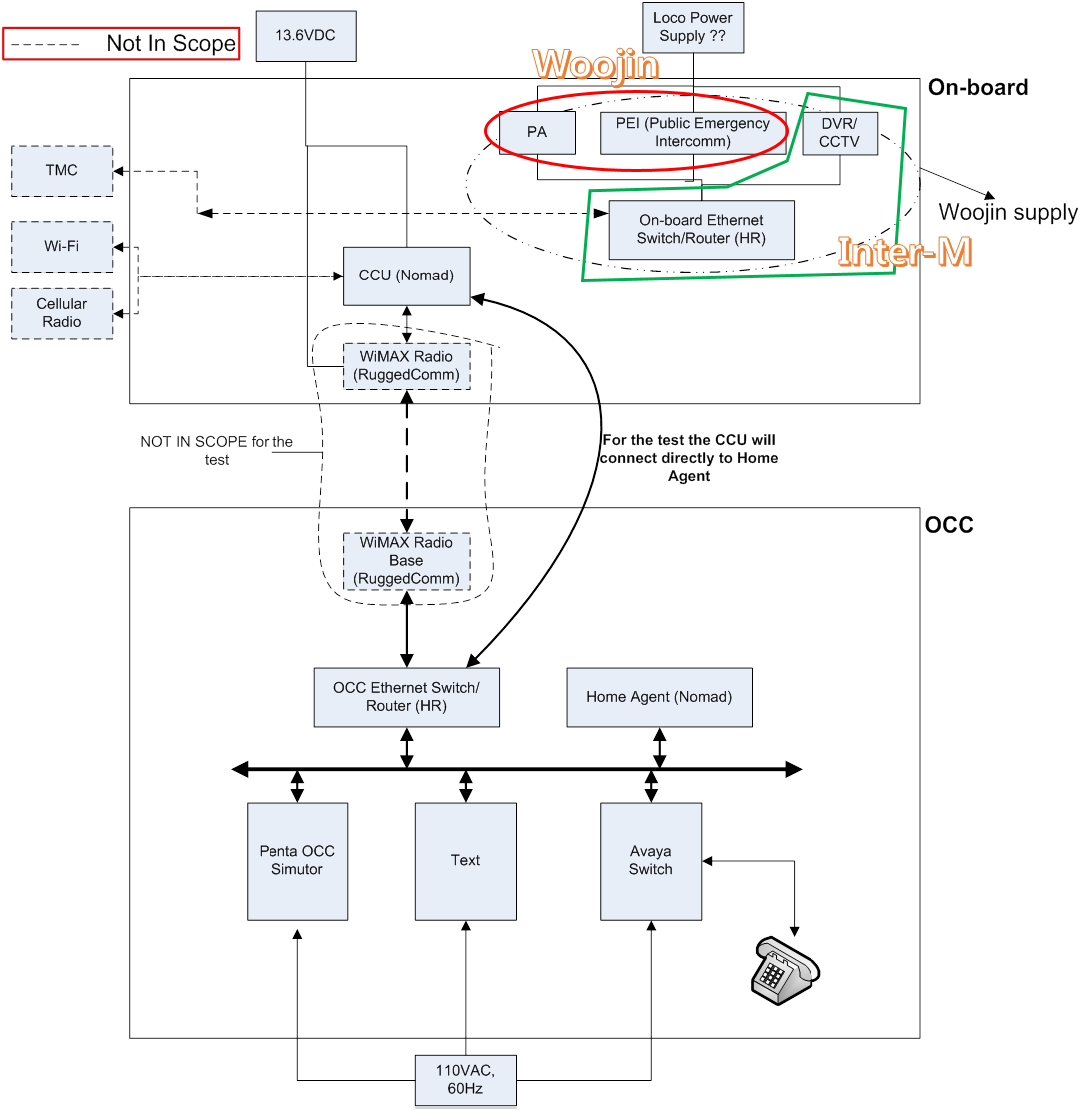 13.6VDC
Loco Power
Supply ??
Not In Scope
Woojin
On-board
PA
PEI (Public Emergency
Intercomm)
DVR/
CCTV
TMC
Woojin supply
On-board Ethernet
Switch/Router (HR)
Inter-M
Wi-Fi
CCU (Nomad)
Cellular
Radio
WiMAX Radio
(RuggedComm)
NOT IN SCOPE for the
test
For the test the CCU will
connect directly to Home
Agent
OCC
WiMAX Radio
Base
(RuggedComm)
OCC Ethernet Switch/
Router (HR)
Home Agent (Nomad)
Penta OCC
Simutor
Text
Avaya
Switch
110VAC,
60Hz